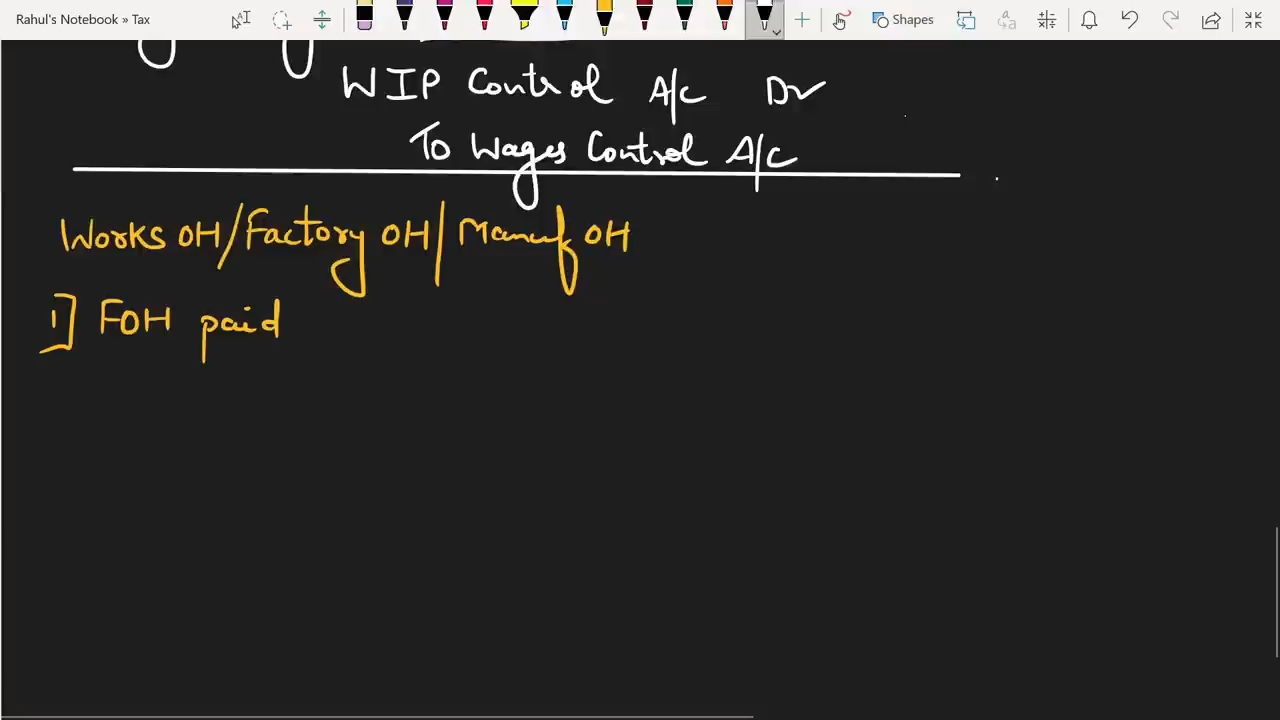 Rahul's Notebook » Tax
Shapes
WIP Control A/c Dr
To Wages Control A/c
Works OH/Factory OH/Manuf OH
1] FOH paid